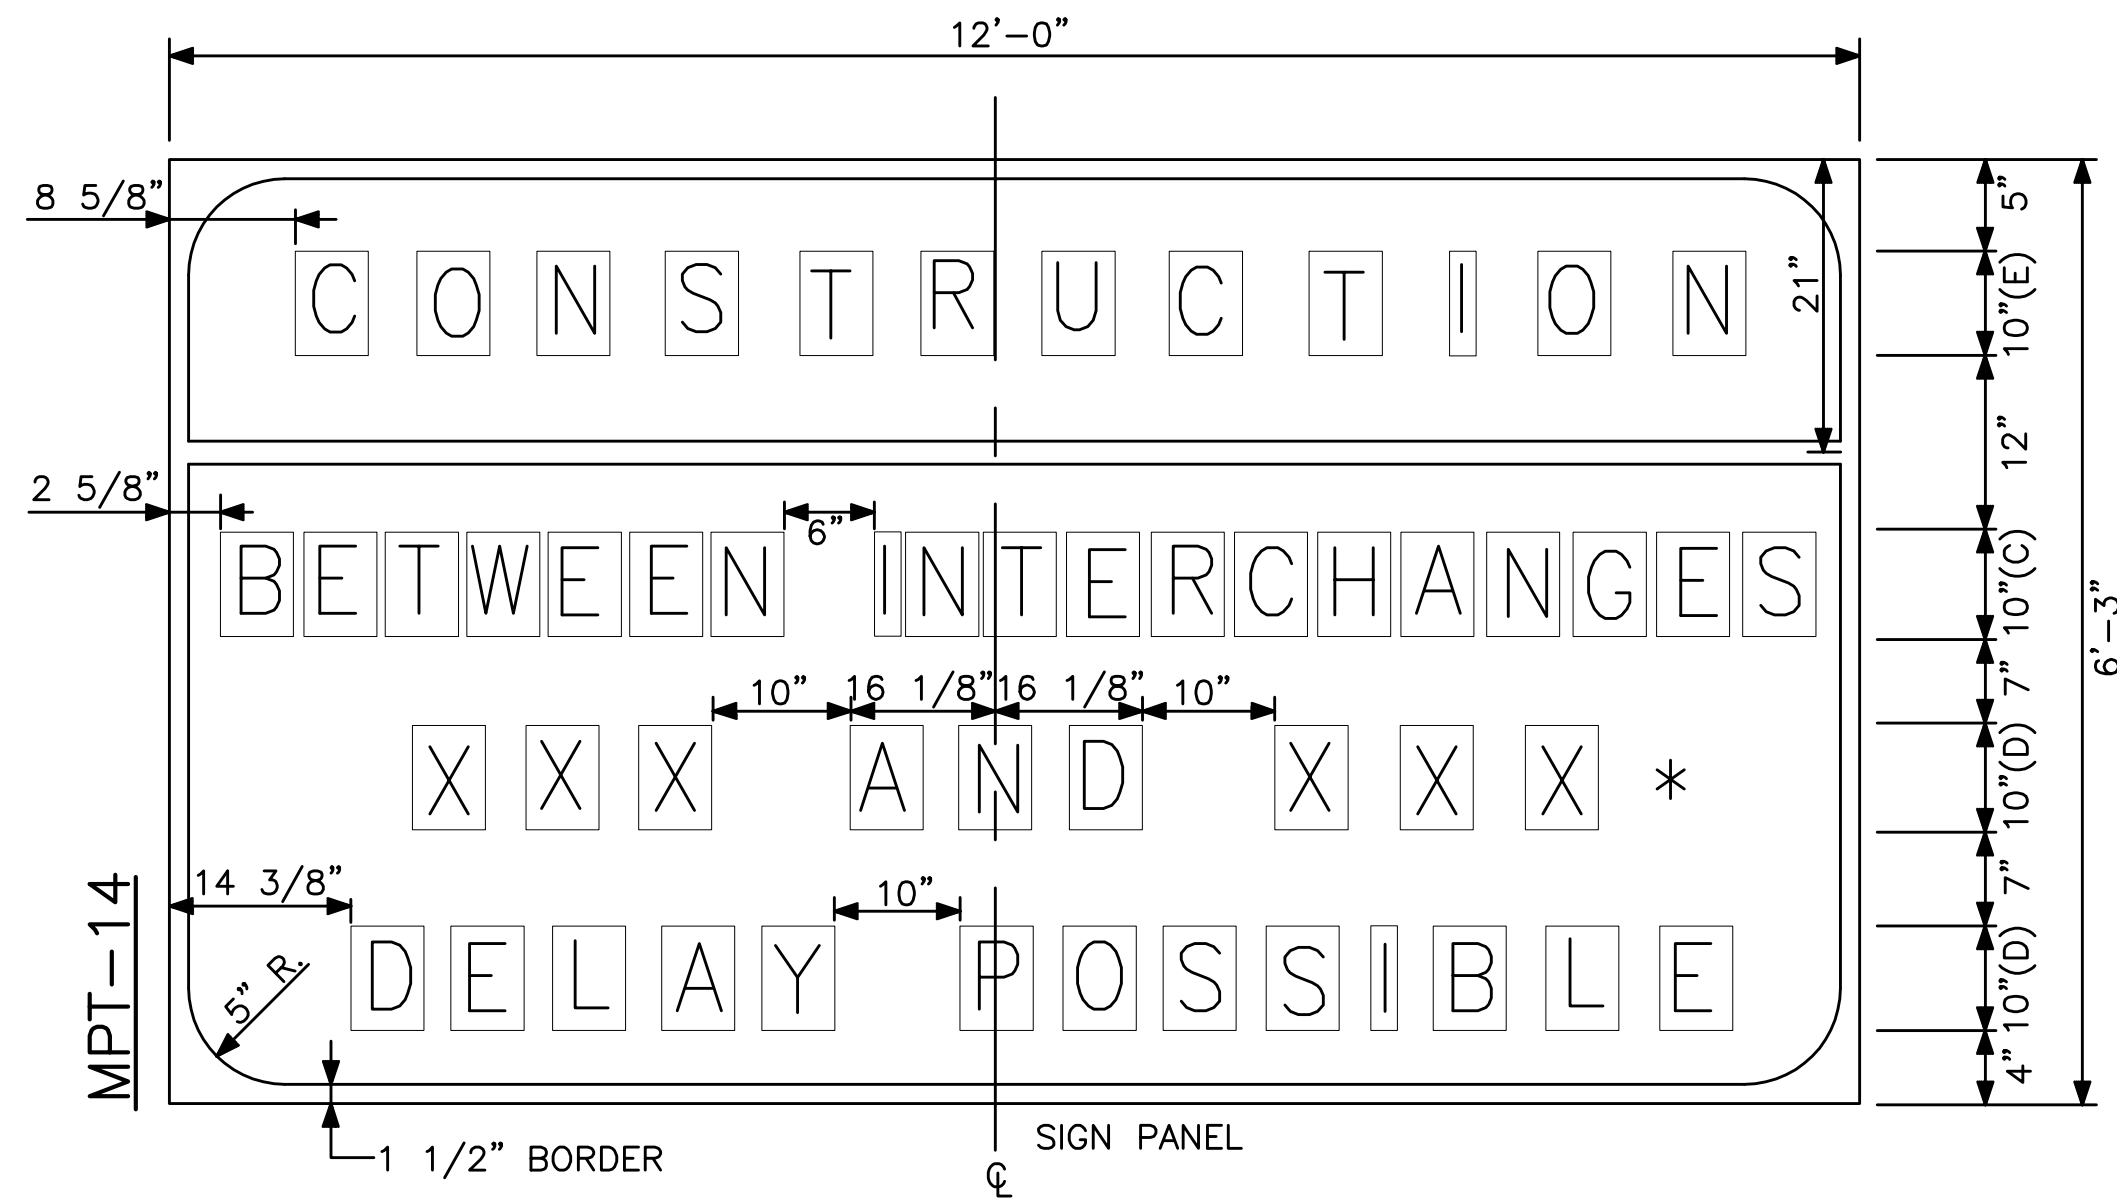 12'-0"
8 5/8"
CONSTRUCTION
21"
5"
10"(E)
12"
2 5/8"
6"
BETWEEN INTERCHANGES
10"(C)
6'-3"
10" 16 1/8" 16 1/8" 10"
7"
XXX AND XXX*
10"(D)
14 3/8"
10"
7"
DELAY POSSIBLE
10"(D)
5" R.
4"
MPT-14
1 1/2" BORDER
SIGN PANEL
℄